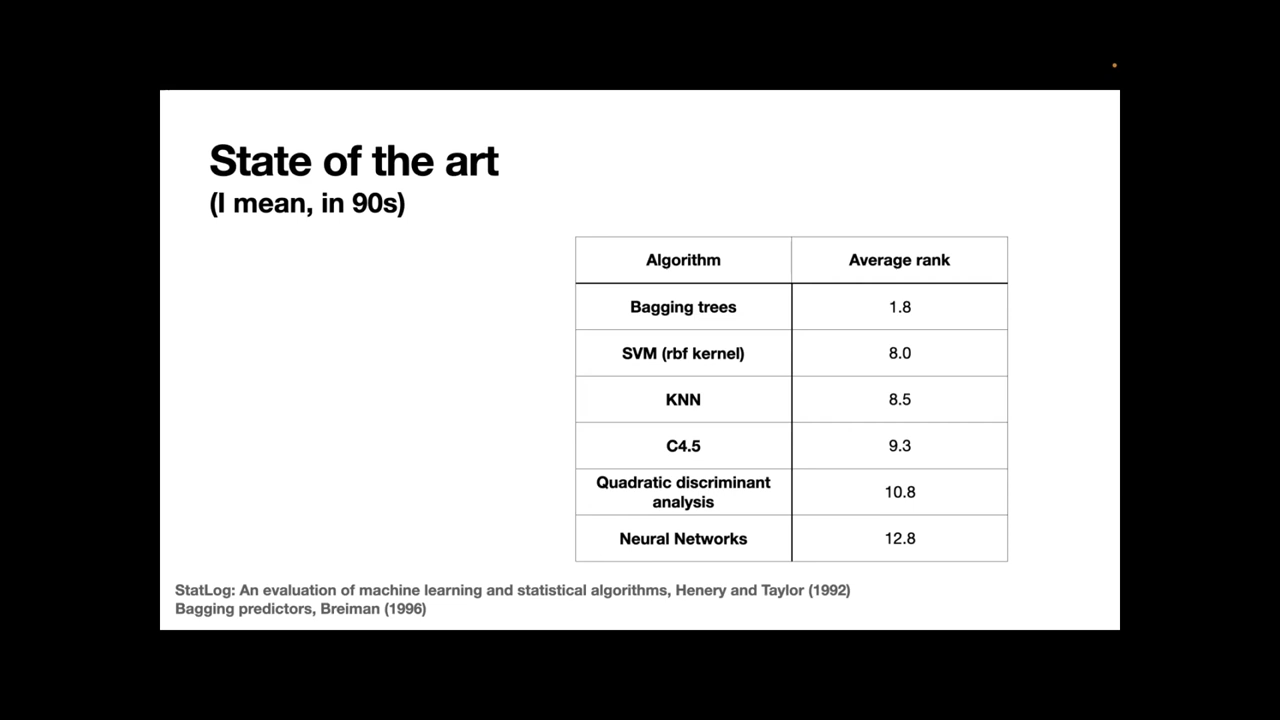 State of the art
(I mean, in 90s)
Algorithm Average rank
Bagging trees 1.8
SVM (rbf kernel) 8.0
KNN 8.5
C4.5 9.3
Quadratic discriminant
analysis 10.8
Neural Networks 12.8
StatLog: An evaluation of machine learning and statistical algorithms, Henery and Taylor (1992)
Bagging predictors, Breiman (1996)